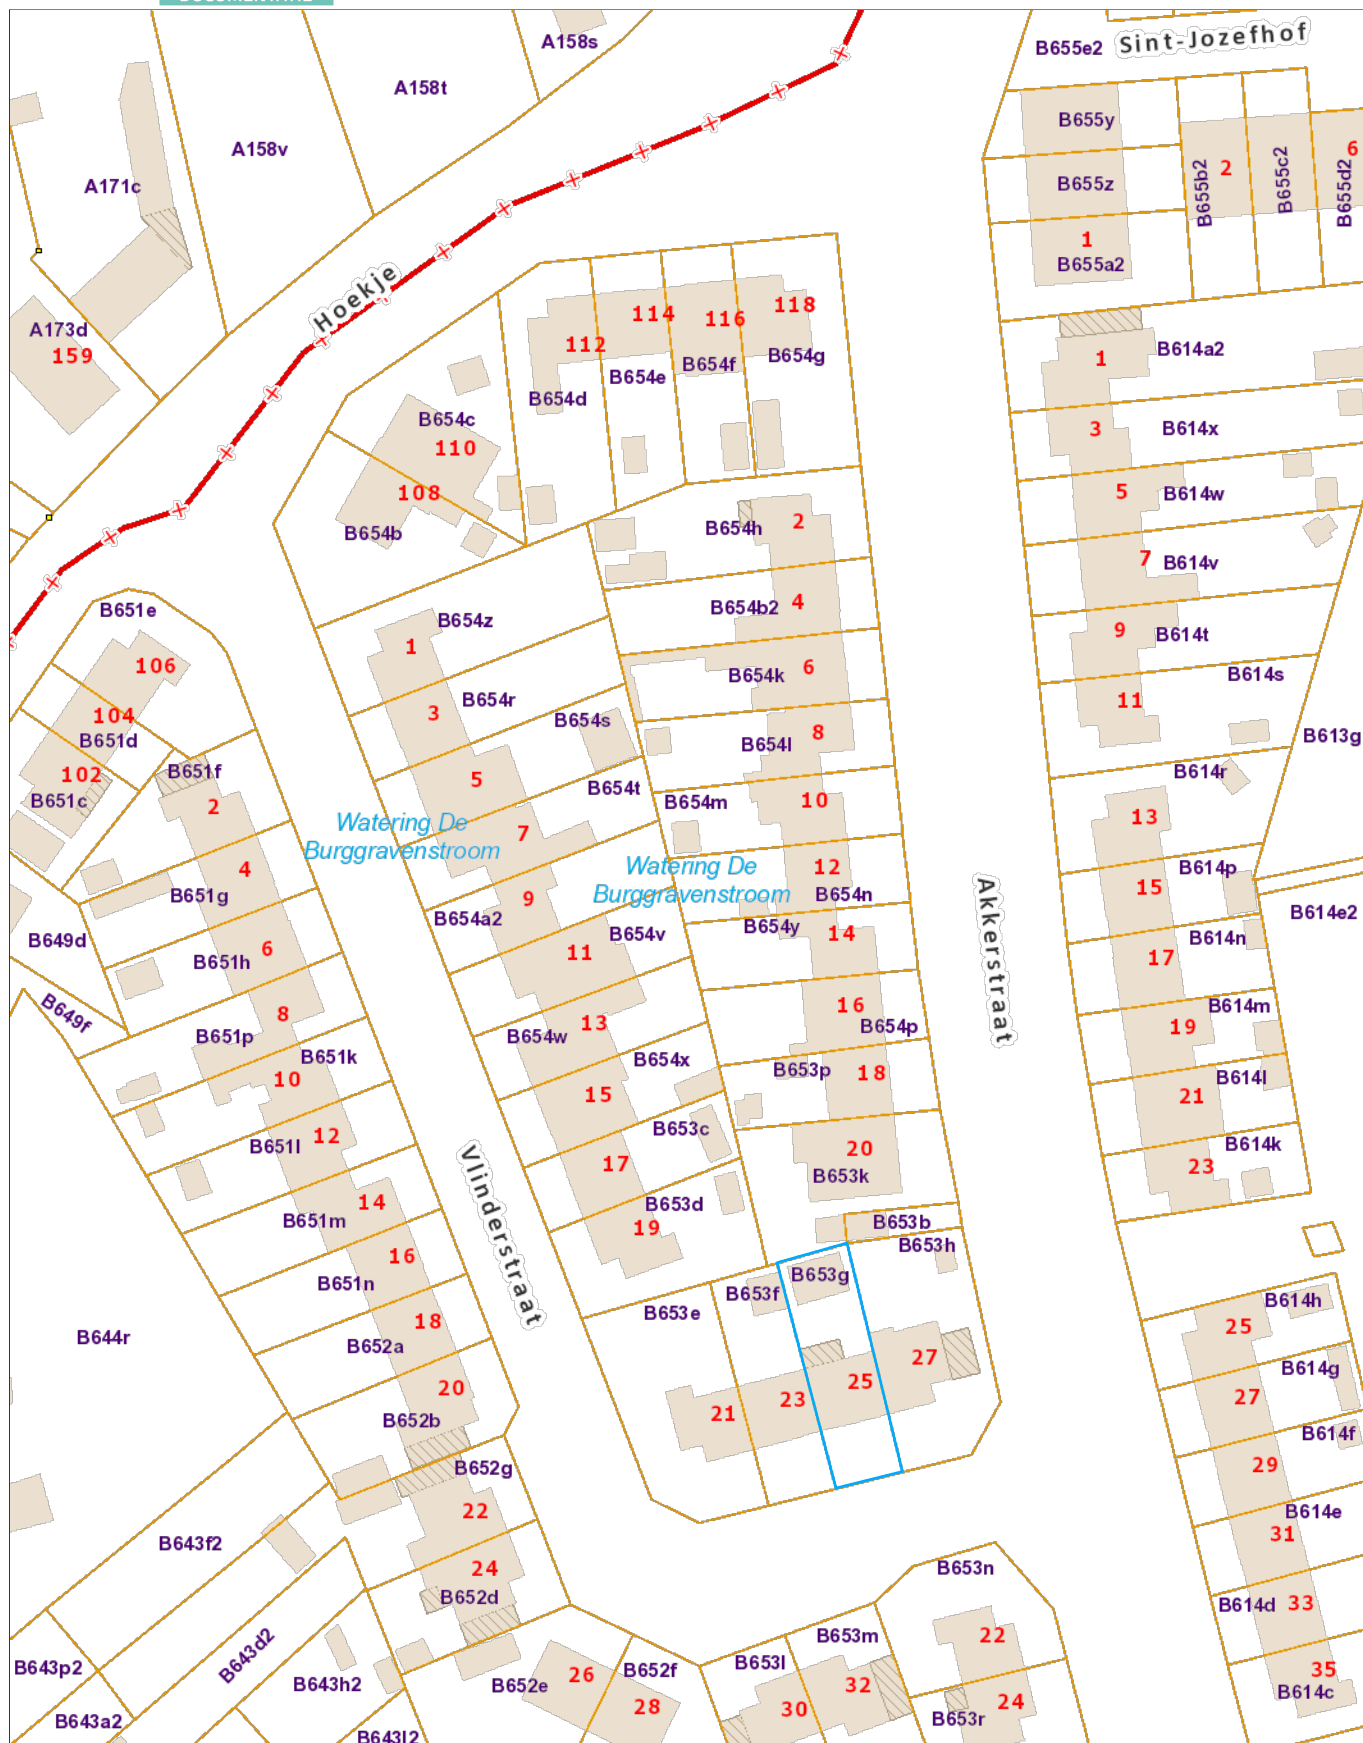 A158s
B655e2
Sint-Jozefhof
A158t
B655y
A158v
6
2
A171c
B655z
B655b2
B655c2
B655d2
1
B655a2
Hoekje
118
114
116
A173d
159
112
B614a2
1
B654g
B654f
B654e
B654d
B654c
3
B614x
110
108
5
B614w
B654h
2
B654b
7
B614v
B654b2
4
B651e
B654z
9
B614t
1
106
6
B654k
B614s
B654r
11
3
104
B654s
8
B613g
B651d
B654l
102
B651f
5
B614r
B651c
2
B654t
B654m
10
13
Watering De
Burggravenstroom
7
4
Watering De
Burggravenstroom
12
B614p
15
B651g
9
B654n
B654a2
B614e2
B649d
B654v
B654y
14
B614n
6
11
17
B651h
Akkerstraat
B649f
8
16
B614m
13
B654p
19
B651p
B654w
B651k
B654x
B653p
18
10
B614l
15
21
12
B653c
B651l
20
B614k
17
23
B653k
Vlinderstraat
14
B653d
B651m
19
B653b
B653h
16
B653g
B651n
B653f
B614h
B653e
18
25
B644r
B652a
27
B614g
25
20
27
23
21
B652b
B614f
B652g
29
22
B614e
31
B643f2
24
B653n
B652d
33
B614d
22
B653m
B643d2
B653l
B643p2
B652f
26
35
B643h2
B652e
32
B614c
24
28
30
B653r
B643a2
B643l2